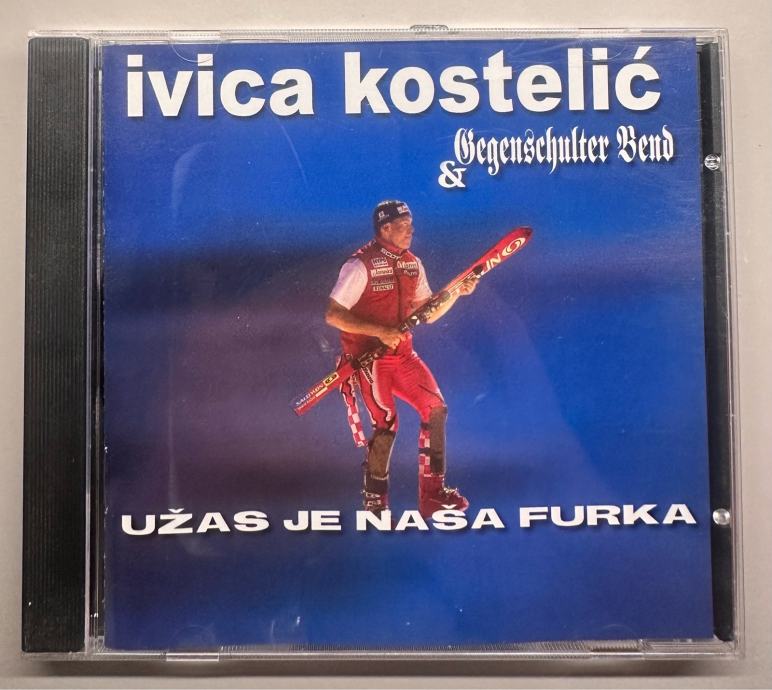 ivica kostelić
Gegenschulter Bend
&
UŽAS JE NAŠA FURKA